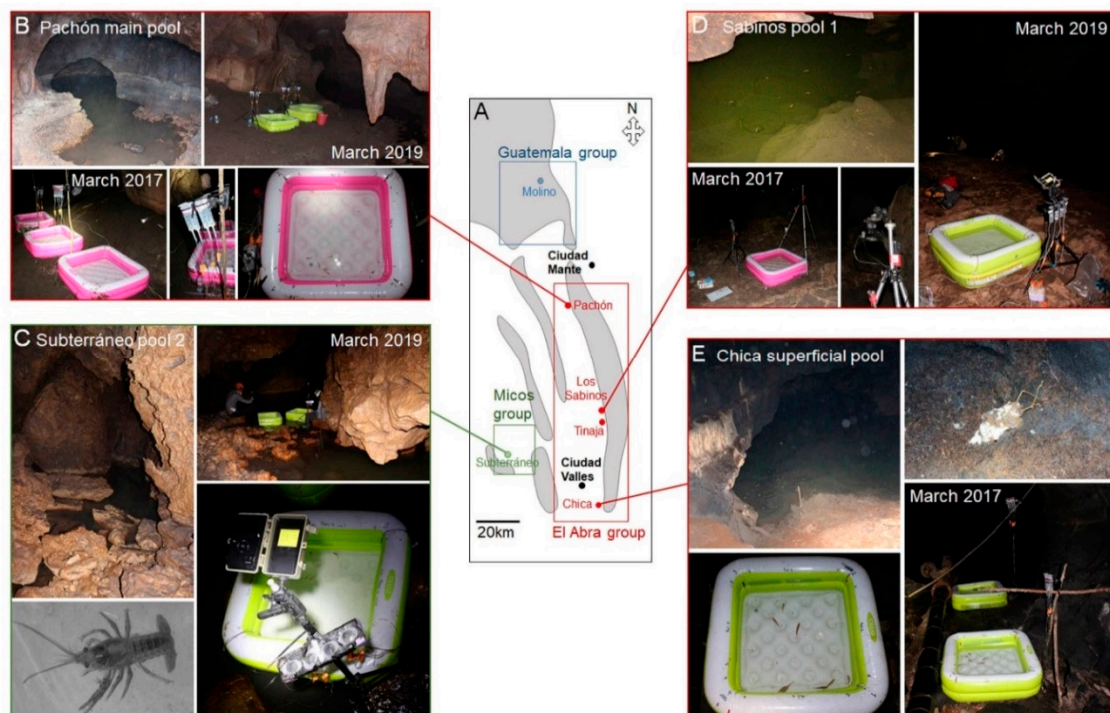 B Pachón main pool
March 2019
March 2017
C Subterráneo pool 2
March 2019
A
N
Guatemala group
Molino
Ciudad
Mante
Pachón
Los
Sabinos
Micos
group
Tinaja
Subterráneo
Ciudad
Valles
Chica
20km
El Abra group
D Sabinos pool 1
March 2019
March 2017
E Chica superficial pool
March 2017